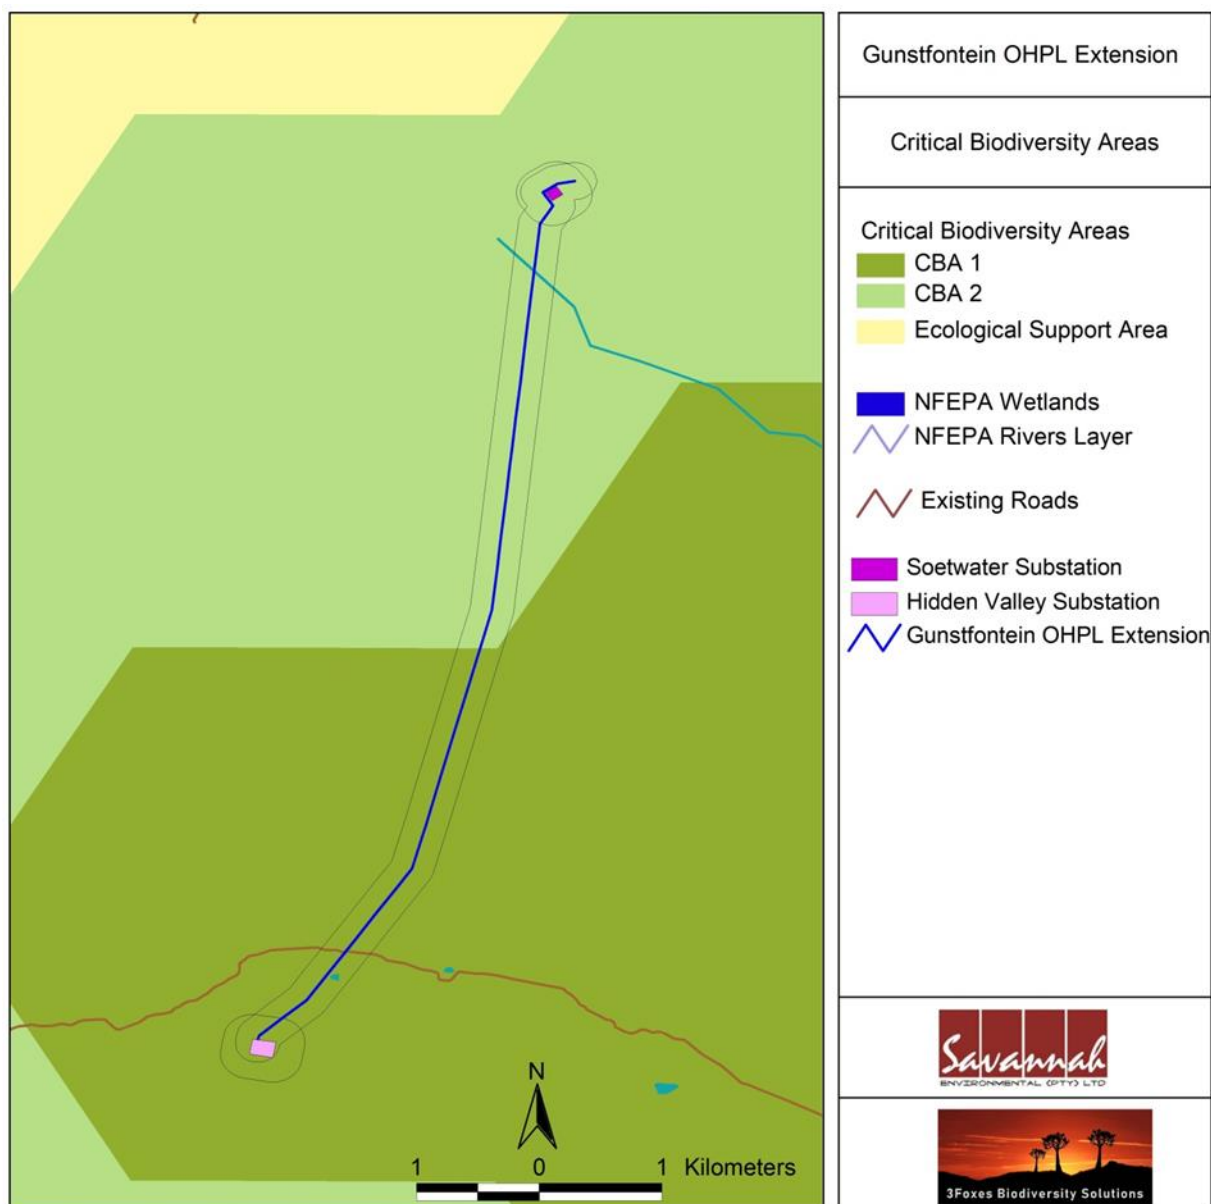 Gunstfontein OHPL Extension
Critical Biodiversity Areas
Critical Biodiversity Areas
CBA 1
CBA 2
Ecological Support Area
NFEPA Wetlands
NFEPA Rivers Layer
Existing Roads
Soetwater Substation
Hidden Valley Substation
Gunstfontein OHPL Extension
N
1 0 1 Kilometers
Savannah
ENVIRONMENTAL (PTY) LTD
3Foxes Biodiversity Solutions